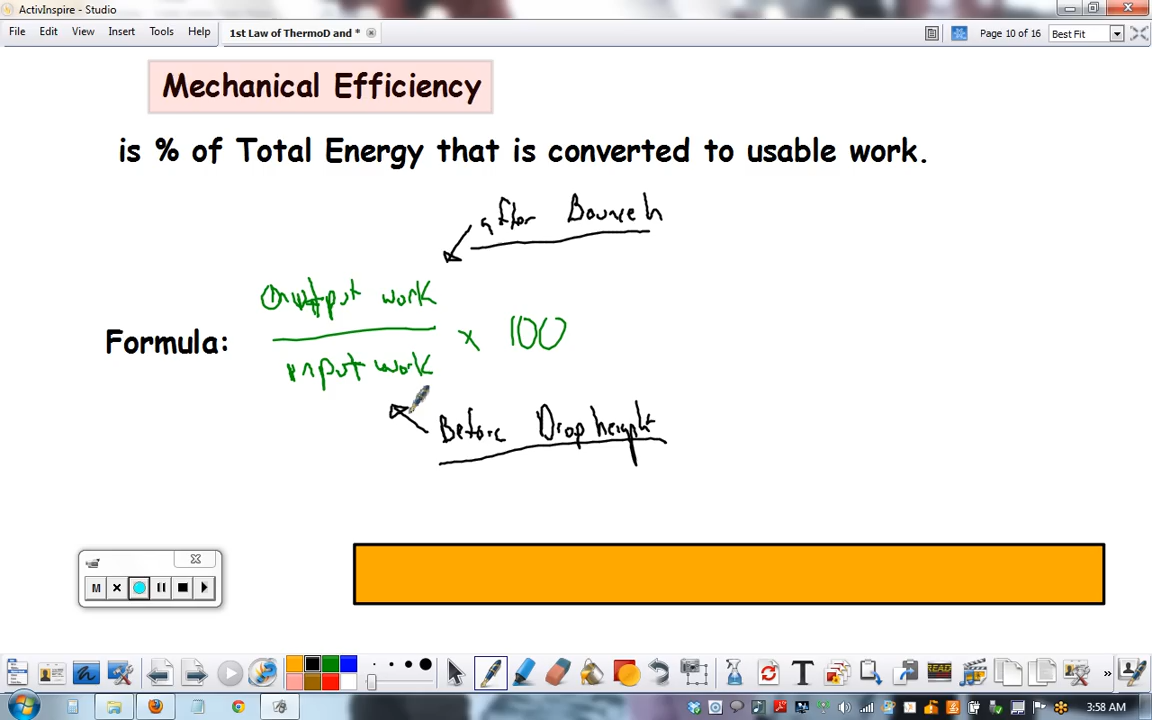 ActivInspire - Studio
File Edit View Insert Tools Help 1st Law of ThermoD and * Page 10 of 16 Best Fit
Mechanical Efficiency
is % of Total Energy that is converted to usable work.
after Bounce h
Output work
Formula: x 100
input work
Before Drop height
M
READ
T
3:58 AM